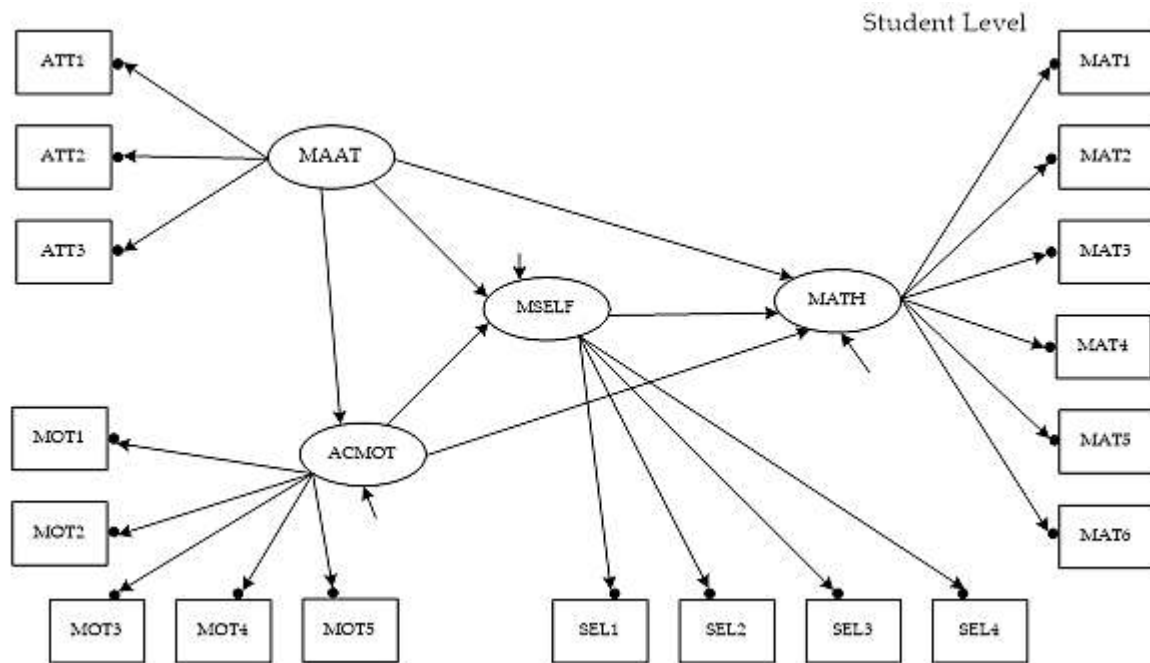 Student Level
ATT1
MAT1
MAAT
ATT2
MAT2
ATT3
MAT3
MSELF
MATH
MAT4
MOT1
ACMOT
MAT5
MOT2
MAT6
MOT3
MOT4
MOT5
SEL1
SEL2
SEL3
SEL4